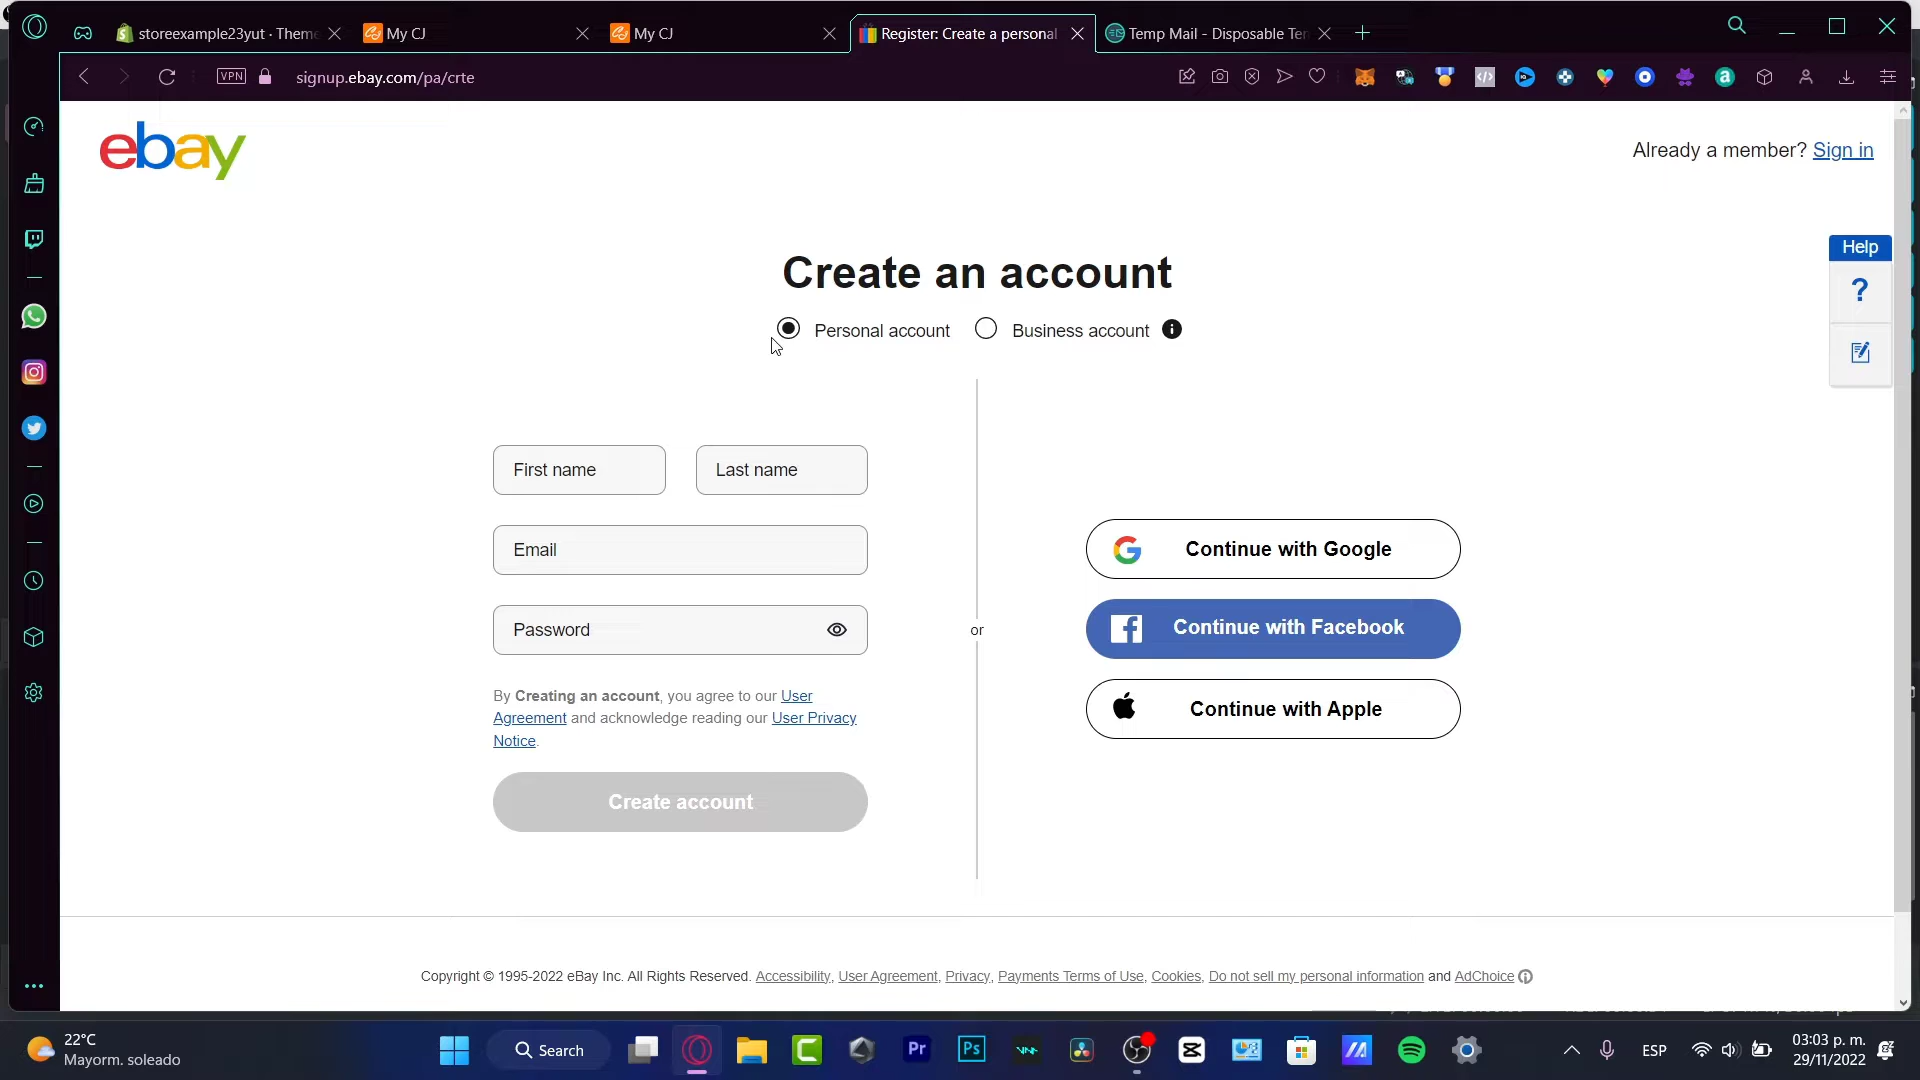 storeexample23yut · Theme
My CJ
My CJ
Register: Create a personal
Temp Mail - Disposable Ter
VPN
signup.ebay.com/pa/crte
ebay
Already a member? Sign in
Help
?
Create an account
Personal account
Business account
First name
Last name
Email
Password
By Creating an account, you agree to our User
Agreement and acknowledge reading our User Privacy
Notice.
Create account
or
Continue with Google
Continue with Facebook
Continue with Apple
Copyright © 1995-2022 eBay Inc. All Rights Reserved. Accessibility, User Agreement, Privacy, Payments Terms of Use, Cookies, Do not sell my personal information and AdChoice
22°C
Mayorm. soleado
Search
Pr
Ps
ESP
03:03 p. m.
29/11/2022